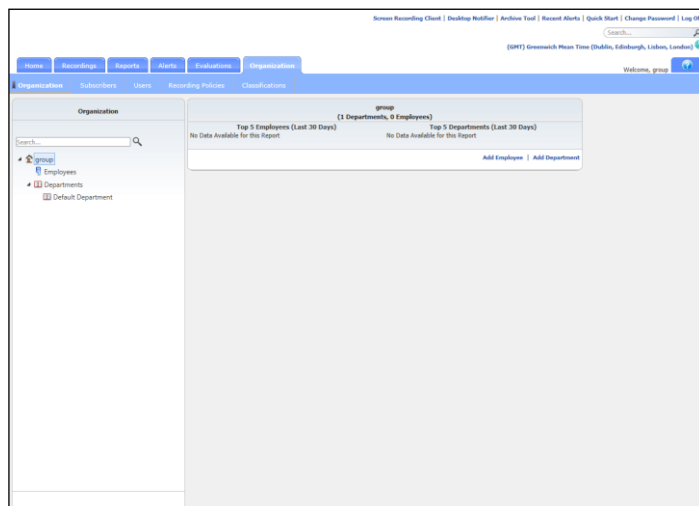 Screen Recording Client | Desktop Notifier | Archive Tool | Recent Alerts | Quick Start | Change Password | Log Of
Search...
(GMT) Greenwich Mean Time (Dublin, Edinburgh, Lisbon, London)
Home Recordings Reports Alerts Evaluations Organization
Welcome, group
Organization Subscribers Users Recording Policies Classifications
Organization
Search...
group
Employees
Departments
Default Department
group
(1 Departments, 0 Employees)
Top 5 Employees (Last 30 Days) Top 5 Departments (Last 30 Days)
No Data Available for this Report No Data Available for this Report
Add Employee | Add Department